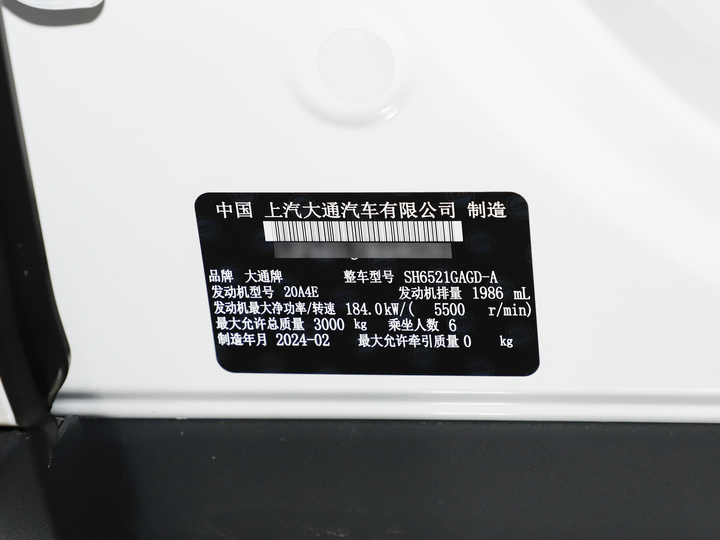 中国 上汽大通汽车有限公司 制造
品牌 大通牌 整车型号 SH6521GAGD-A
发动机型号 20A4E 发动机排量 1986 mL
发动机最大净功率/转速 184.0kW/( 5500 r/min)
最大允许总质量 3000 kg 乘坐人数 6
制造年月 2024-02 最大允许牵引质量 0 kg